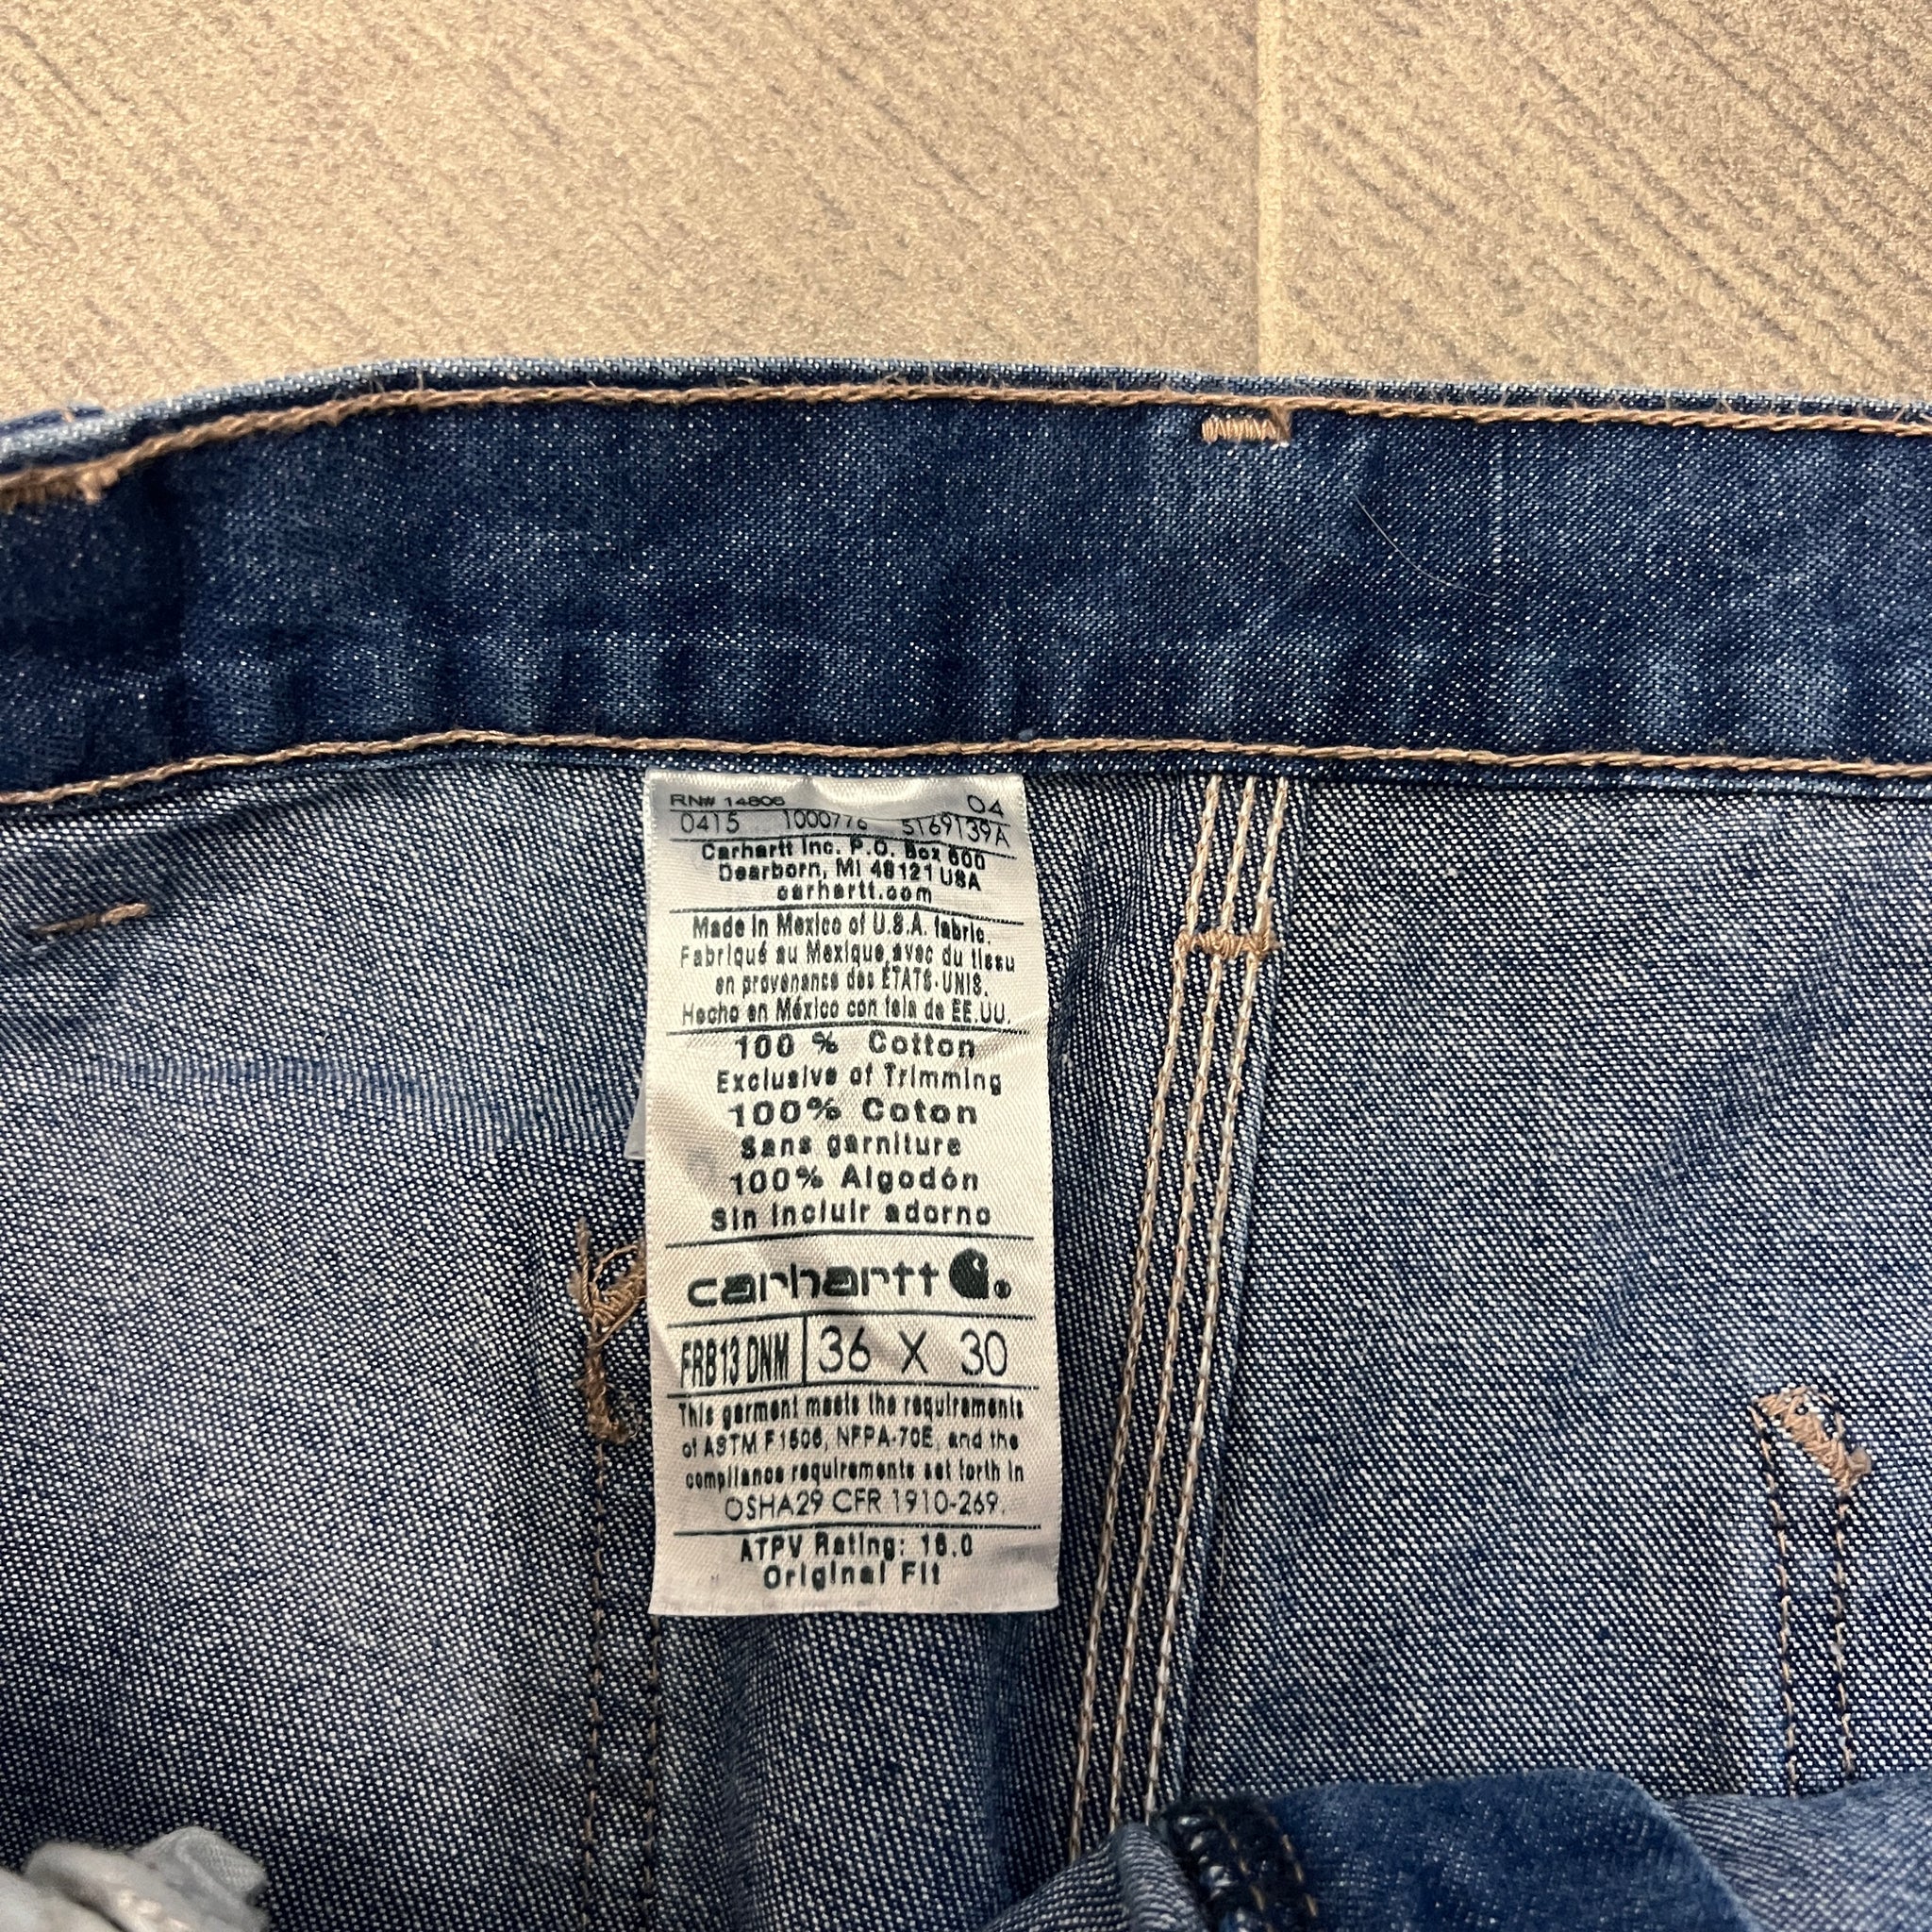 RN# 14806 04
0415 1000776 5169139A
Carhartt Inc. P.O. Box 600
Dearborn, MI 48121 USA
carhartt.com
Made in Mexico of U.S.A. fabric.
Fabriqué au Mexique avec du tissu
en provenance des ÉTATS-UNIS.
Hecho en México con tela de EE.UU.
100 % Cotton
Exclusive of Trimming
100% Coton
Sans garniture
100% Algodón
Sin incluir adorno
carhartt
FRB13 DNM 36 X 30
This garment meets the requirements
of ASTM F1506, NFPA-70E, and the
compliance requirements set forth in
OSHA29 CFR 1910-269.
ATPV Rating: 16.0
Original Fit